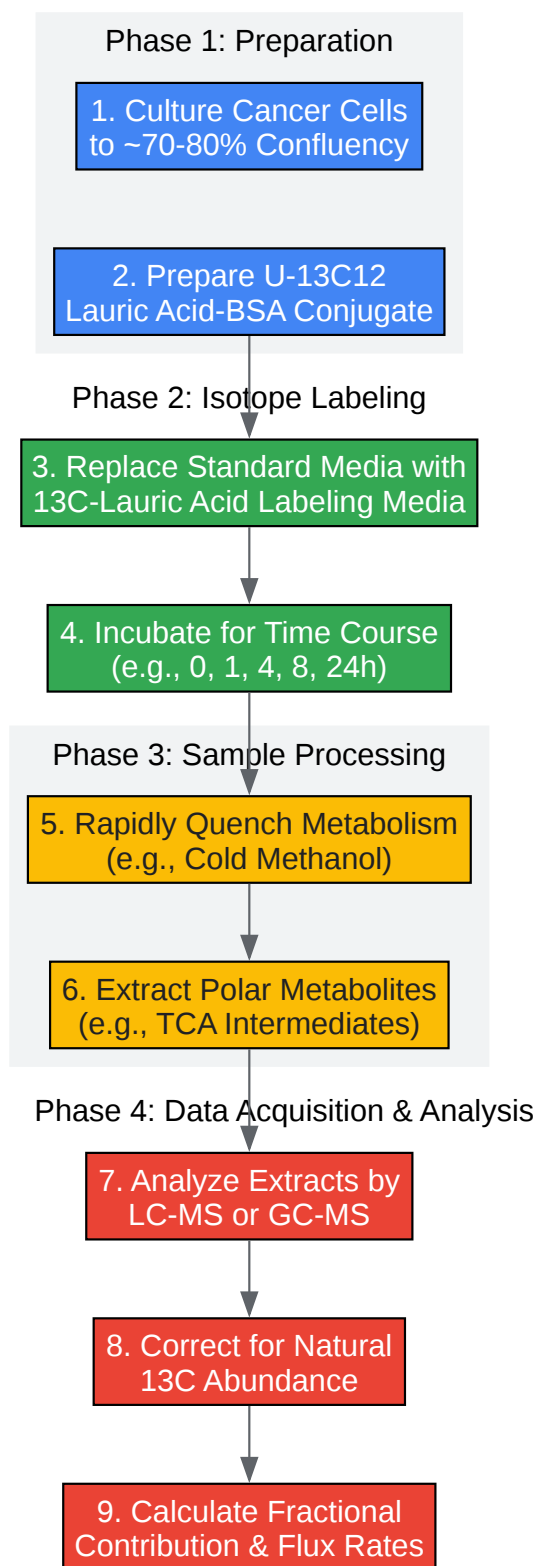 Phase 1: Preparation
1. Culture Cancer Cells
to ~70-80% Confluency
2. Prepare U-13C12
Lauric Acid-BSA Conjugate
Phase 2: Isotope Labeling
3. Replace Standard Media with
13C-Lauric Acid Labeling Media
4. Incubate for Time Course
(e.g., 0, 1, 4, 8, 24h)
Phase 3: Sample Processing
5. Rapidly Quench Metabolism
(e.g., Cold Methanol)
6. Extract Polar Metabolites
(e.g., TCA Intermediates)
Phase 4: Data Acquisition & Analysis
7. Analyze Extracts by
LC-MS or GC-MS
8. Correct for Natural
13C Abundance
9. Calculate Fractional
Contribution & Flux Rates